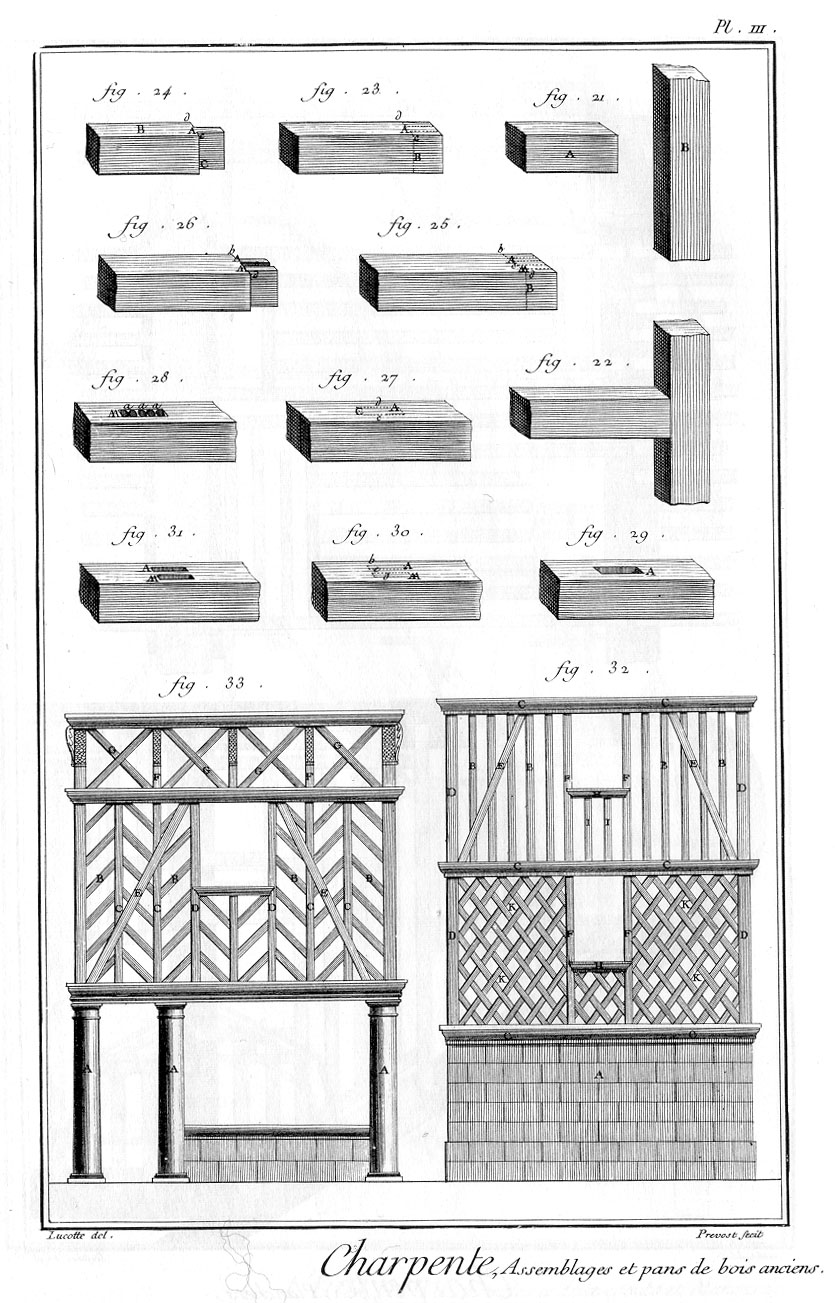 Pl. III.
fig. 24.
fig. 23.
fig. 21.
B
A
C
A
B
A
B
fig. 26.
fig. 25.
b
A
M
b
A
M
B
fig. 28.
fig. 27.
fig. 22.
M a a a
C A
fig. 31.
fig. 30.
fig. 29.
A
M
b
A
M
A
fig. 33.
fig. 32.
G G G G
F F
B C E C B D D B C E C B
A A A
C C
B E B F F B E B
D D
H
I I
C C
K K
D F F D
H
K K
C C
A
Lucotte del.
Prevost fecit
Charpente, Assemblages et pans de bois anciens.